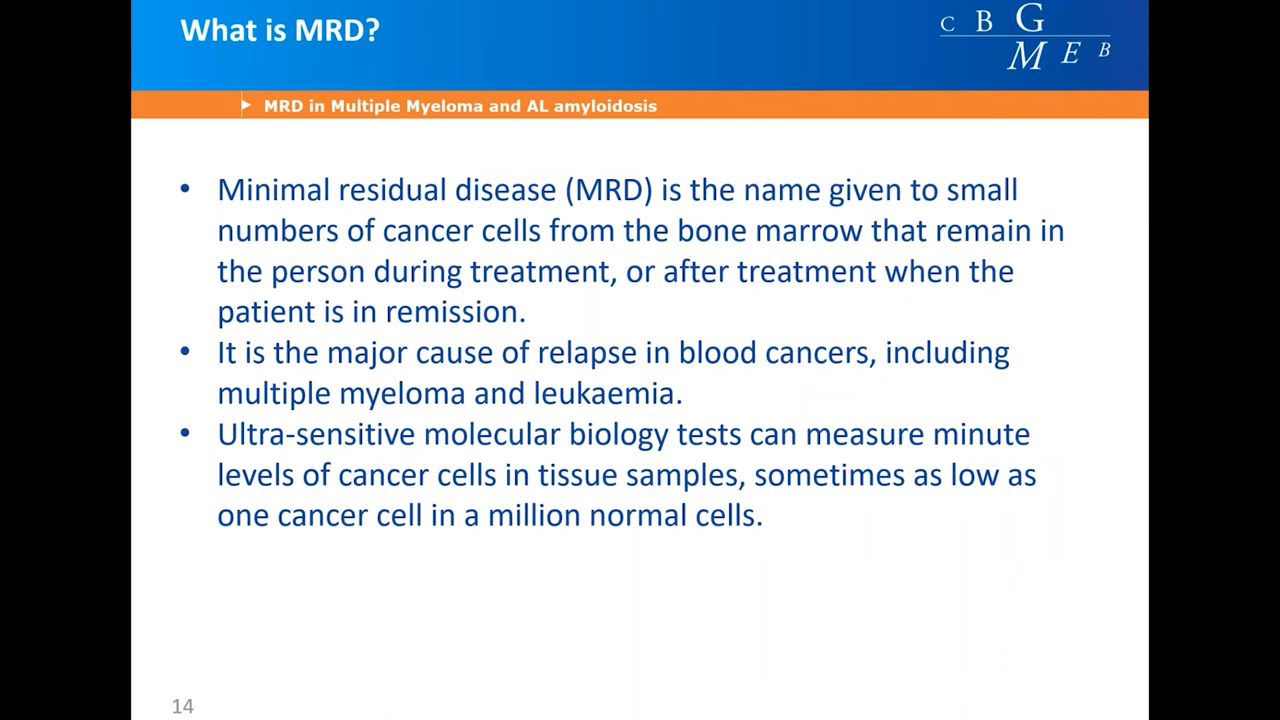 What is MRD?
C B G
M E B
MRD in Multiple Myeloma and AL amyloidosis
• Minimal residual disease (MRD) is the name given to small
numbers of cancer cells from the bone marrow that remain in
the person during treatment, or after treatment when the
patient is in remission.
• It is the major cause of relapse in blood cancers, including
multiple myeloma and leukaemia.
• Ultra-sensitive molecular biology tests can measure minute
levels of cancer cells in tissue samples, sometimes as low as
one cancer cell in a million normal cells.
14